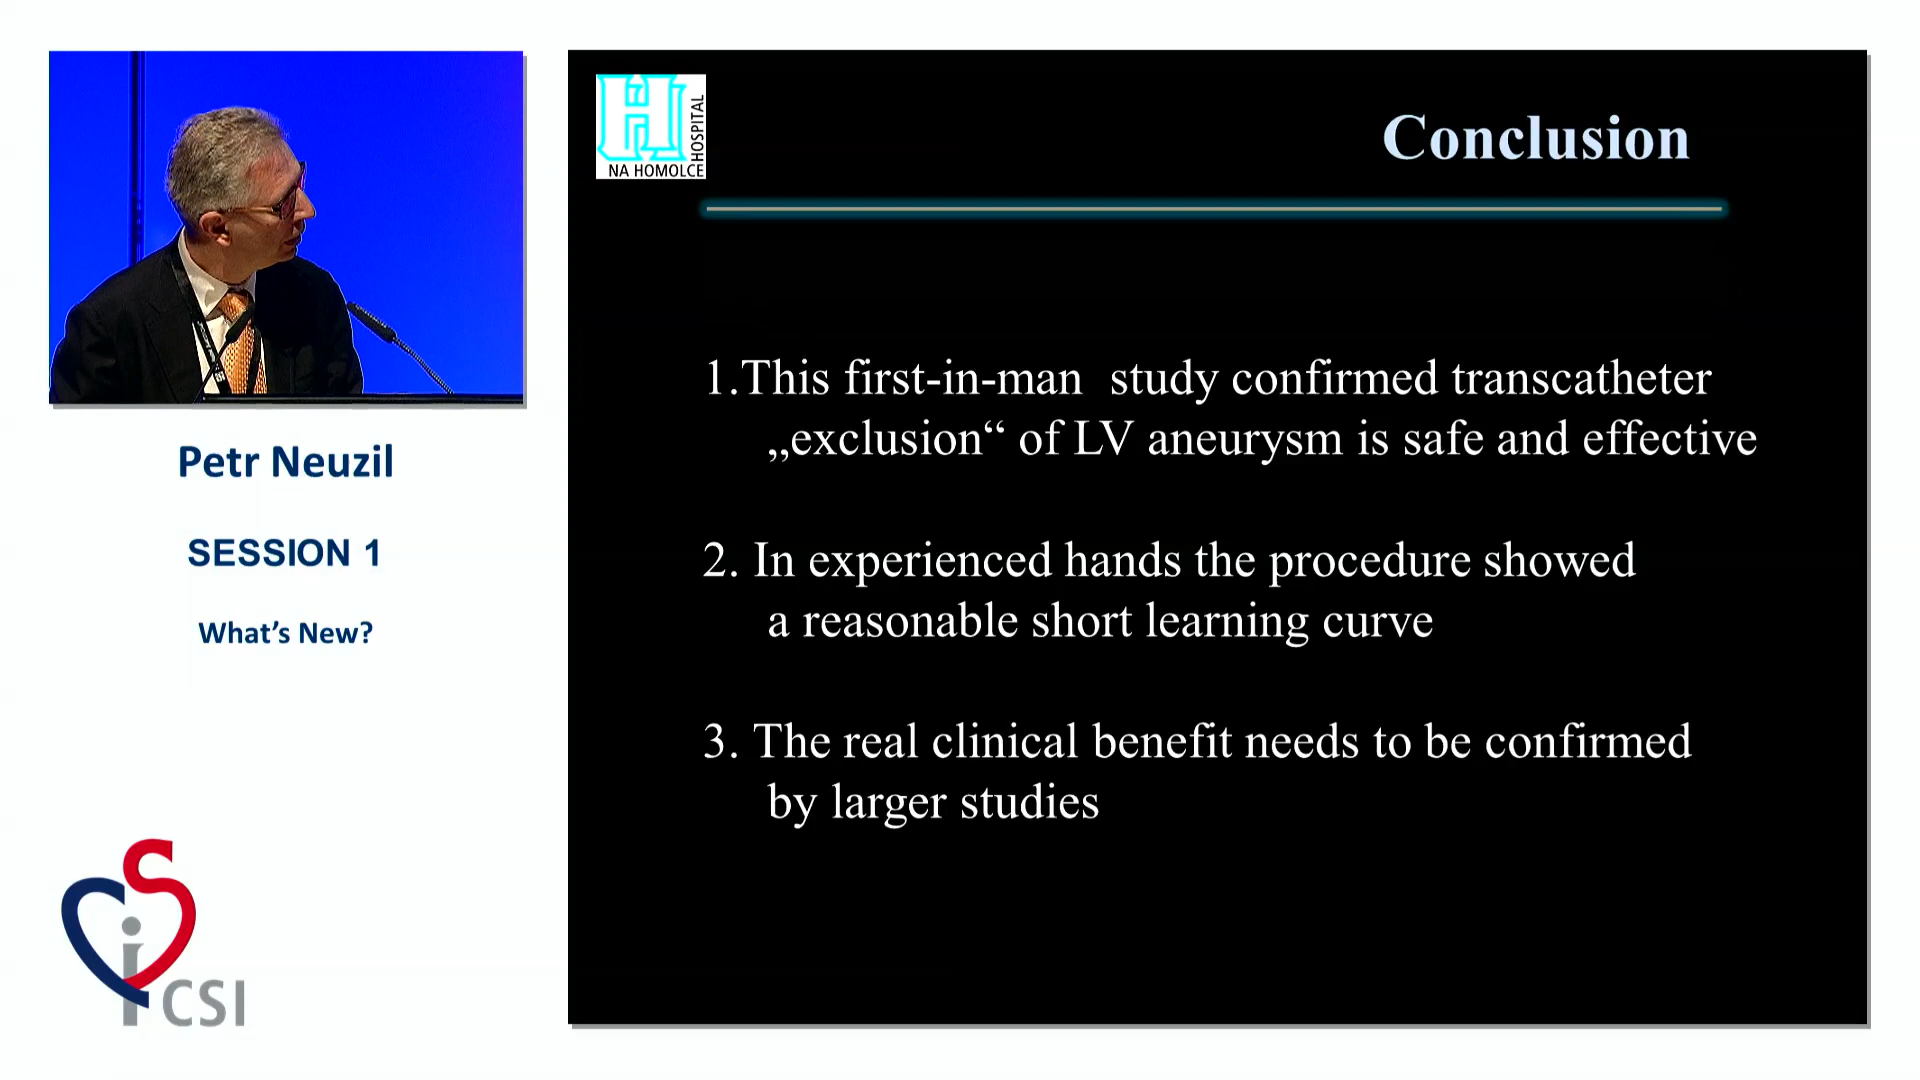 Petr Neuzil
SESSION 1
What's New?
iCSI
H
NA HOMOLCE
HOSPITAL
Conclusion
1.This first-in-man study confirmed transcatheter
„exclusion“ of LV aneurysm is safe and effective
2. In experienced hands the procedure showed
a reasonable short learning curve
3. The real clinical benefit needs to be confirmed
by larger studies